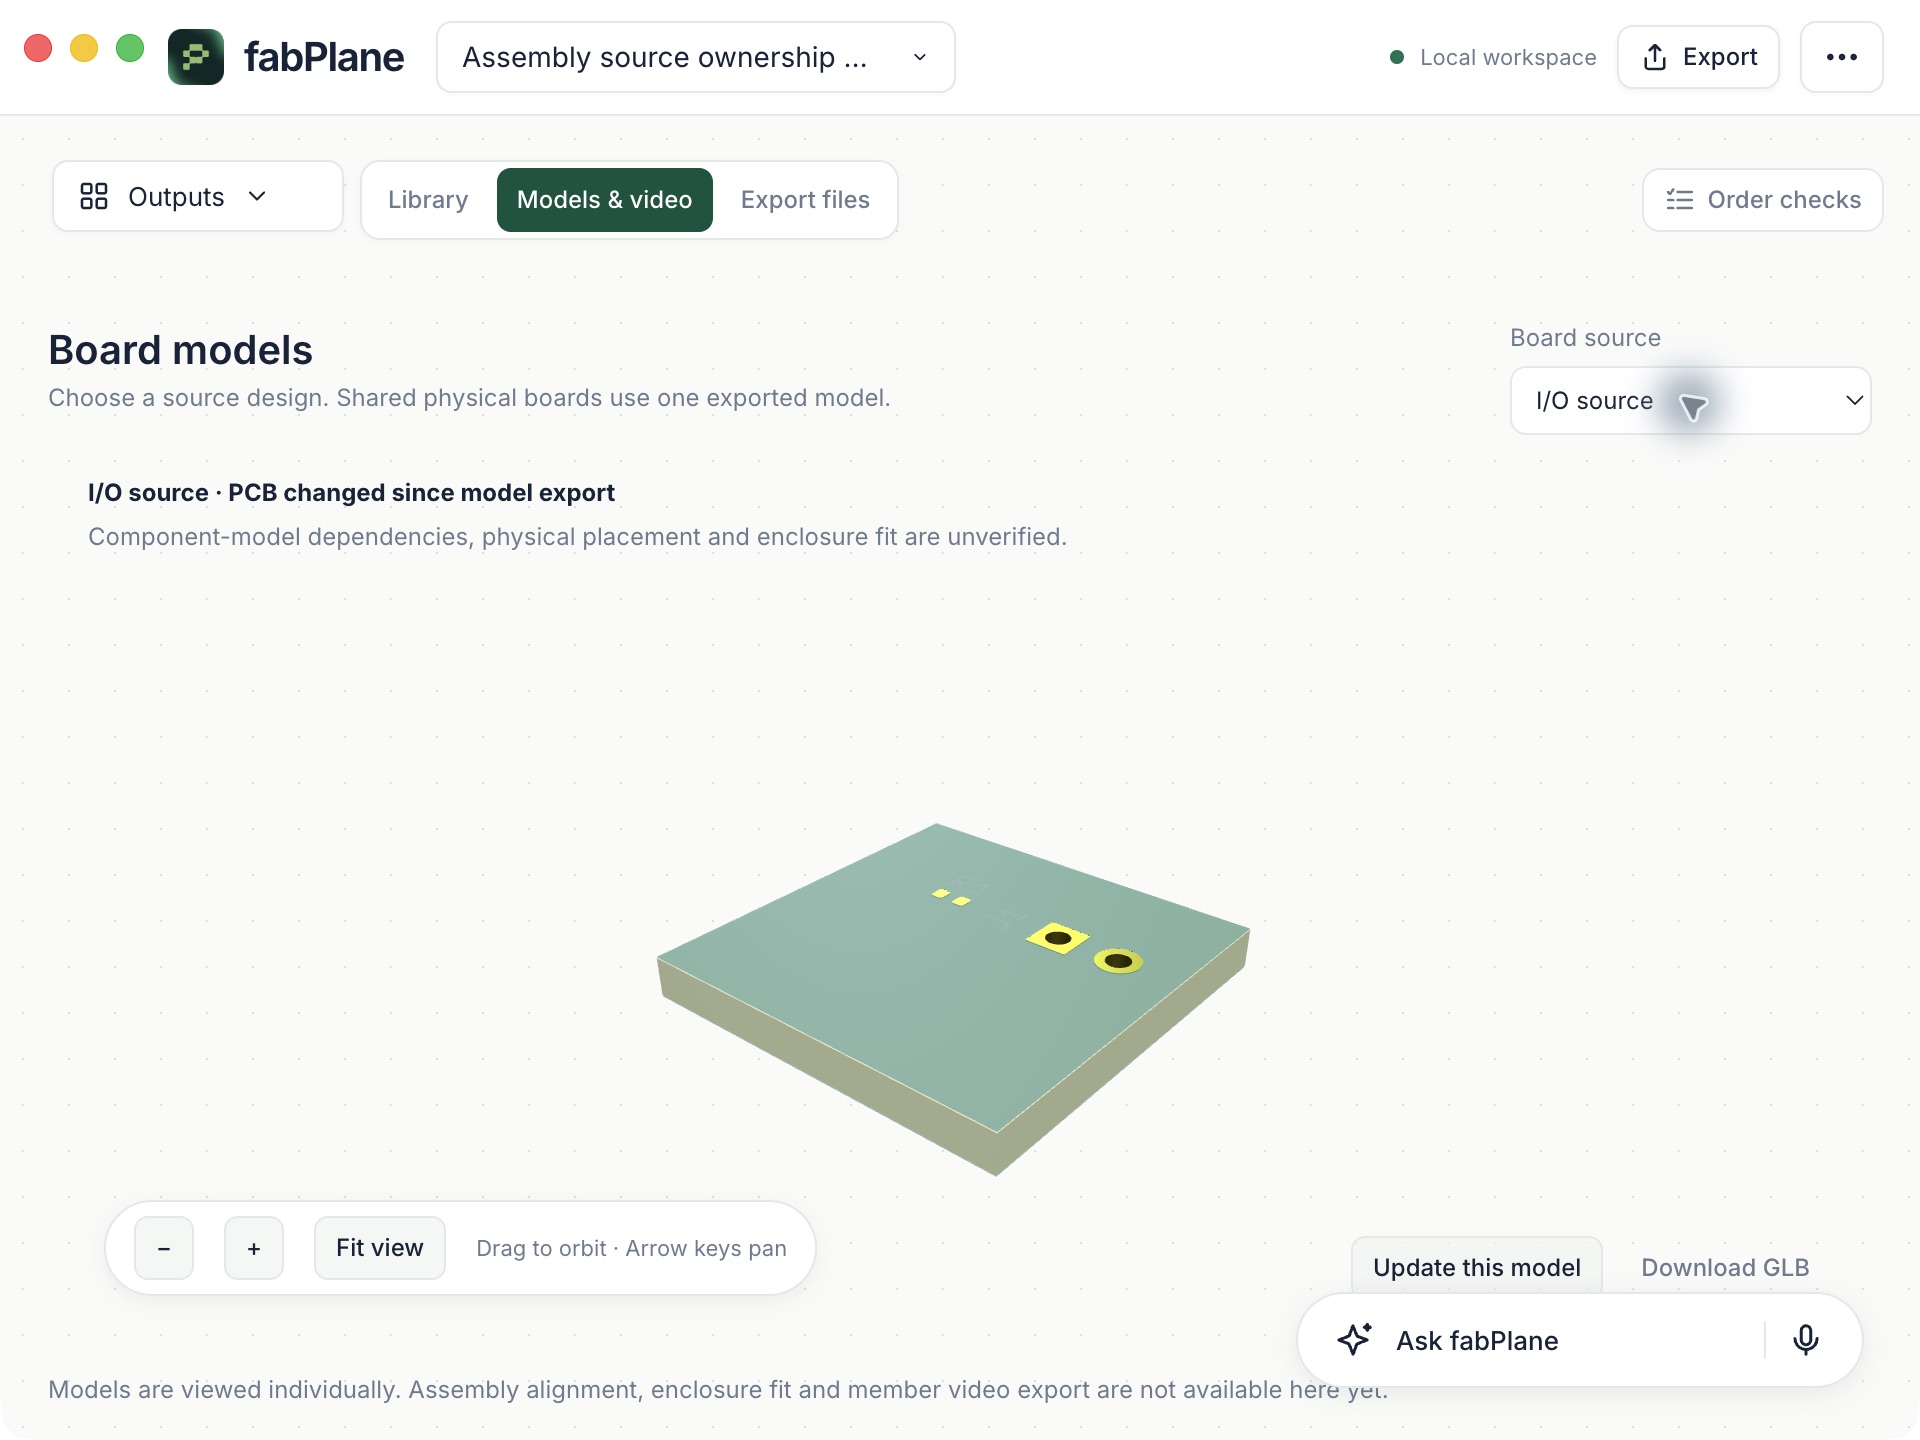 fabPlane
Assembly source ownership ...
Local workspace
Export
Outputs
Library
Models & video
Export files
Order checks
Board models
Choose a source design. Shared physical boards use one exported model.
Board source
I/O source
I/O source · PCB changed since model export
Component-model dependencies, physical placement and enclosure fit are unverified.
−
+
Fit view
Drag to orbit · Arrow keys pan
Update this model
Download GLB
Ask fabPlane
Models are viewed individually. Assembly alignment, enclosure fit and member video export are not available here yet.